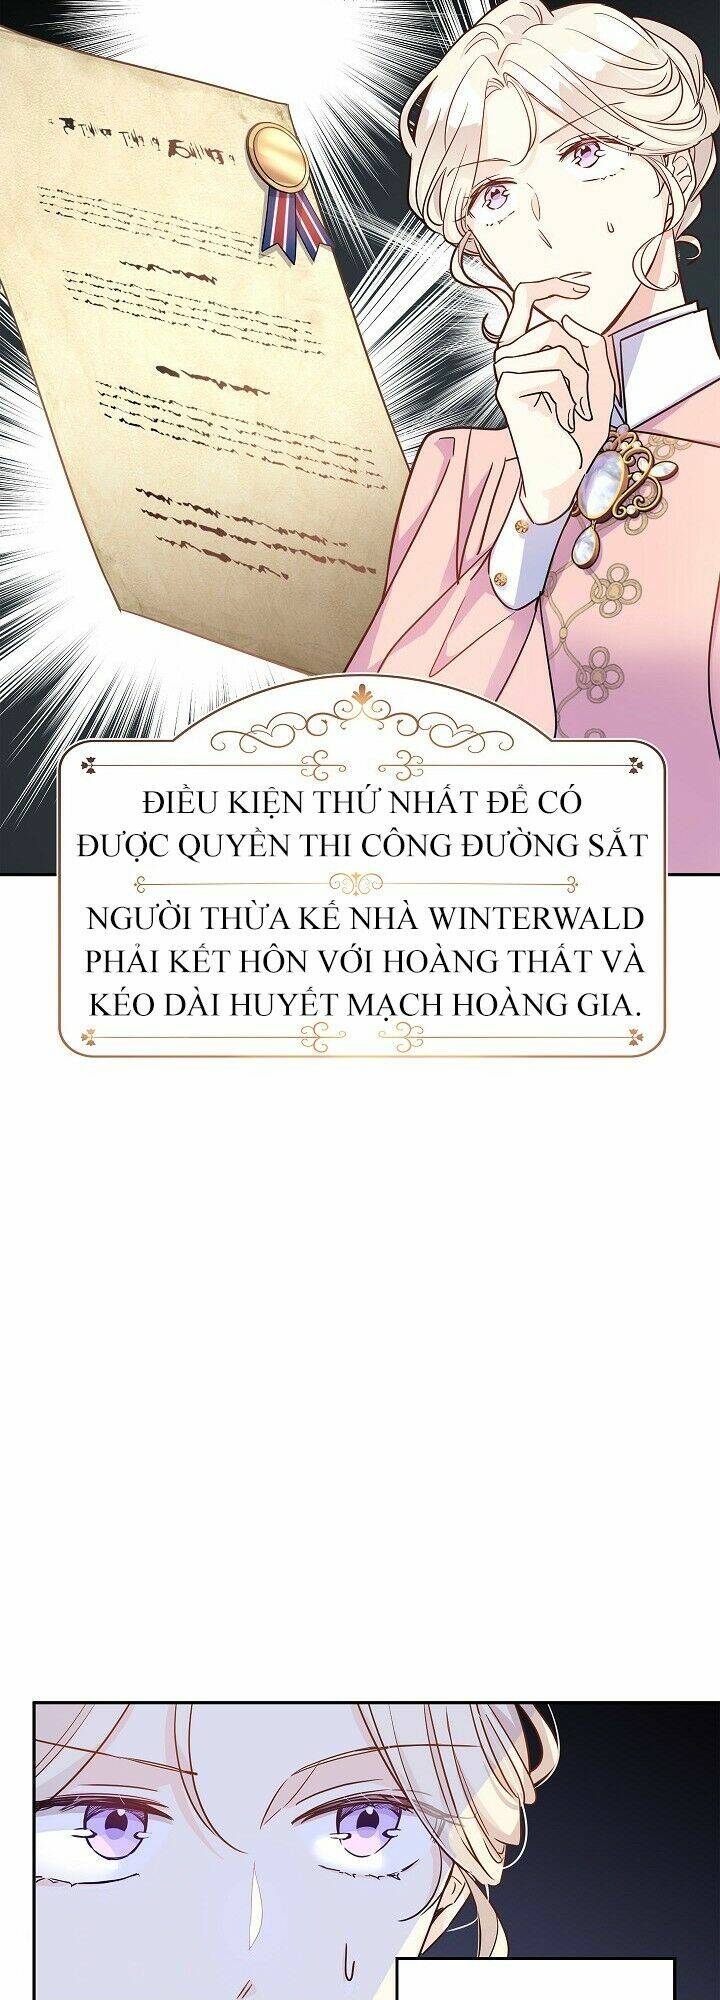 ĐIỀU KIỆN THỨ NHẤT ĐỂ CÓ
ĐƯỢC QUYỀN THI CÔNG ĐƯỜNG SẮT
NGƯỜI THỪA KẾ NHÀ WINTERWALD
PHẢI KẾT HÔN VỚI HOÀNG THẤT VÀ
KÉO DÀI HUYẾT MẠCH HOÀNG GIA.